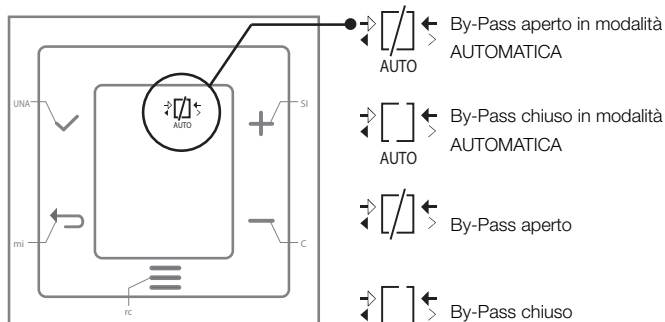 By-Pass aperto in modalità
AUTOMATICA
AUTO
By-Pass chiuso in modalità
AUTOMATICA
AUTO
By-Pass aperto
By-Pass chiuso
UNA
SI
AUTO
mi
C
rc